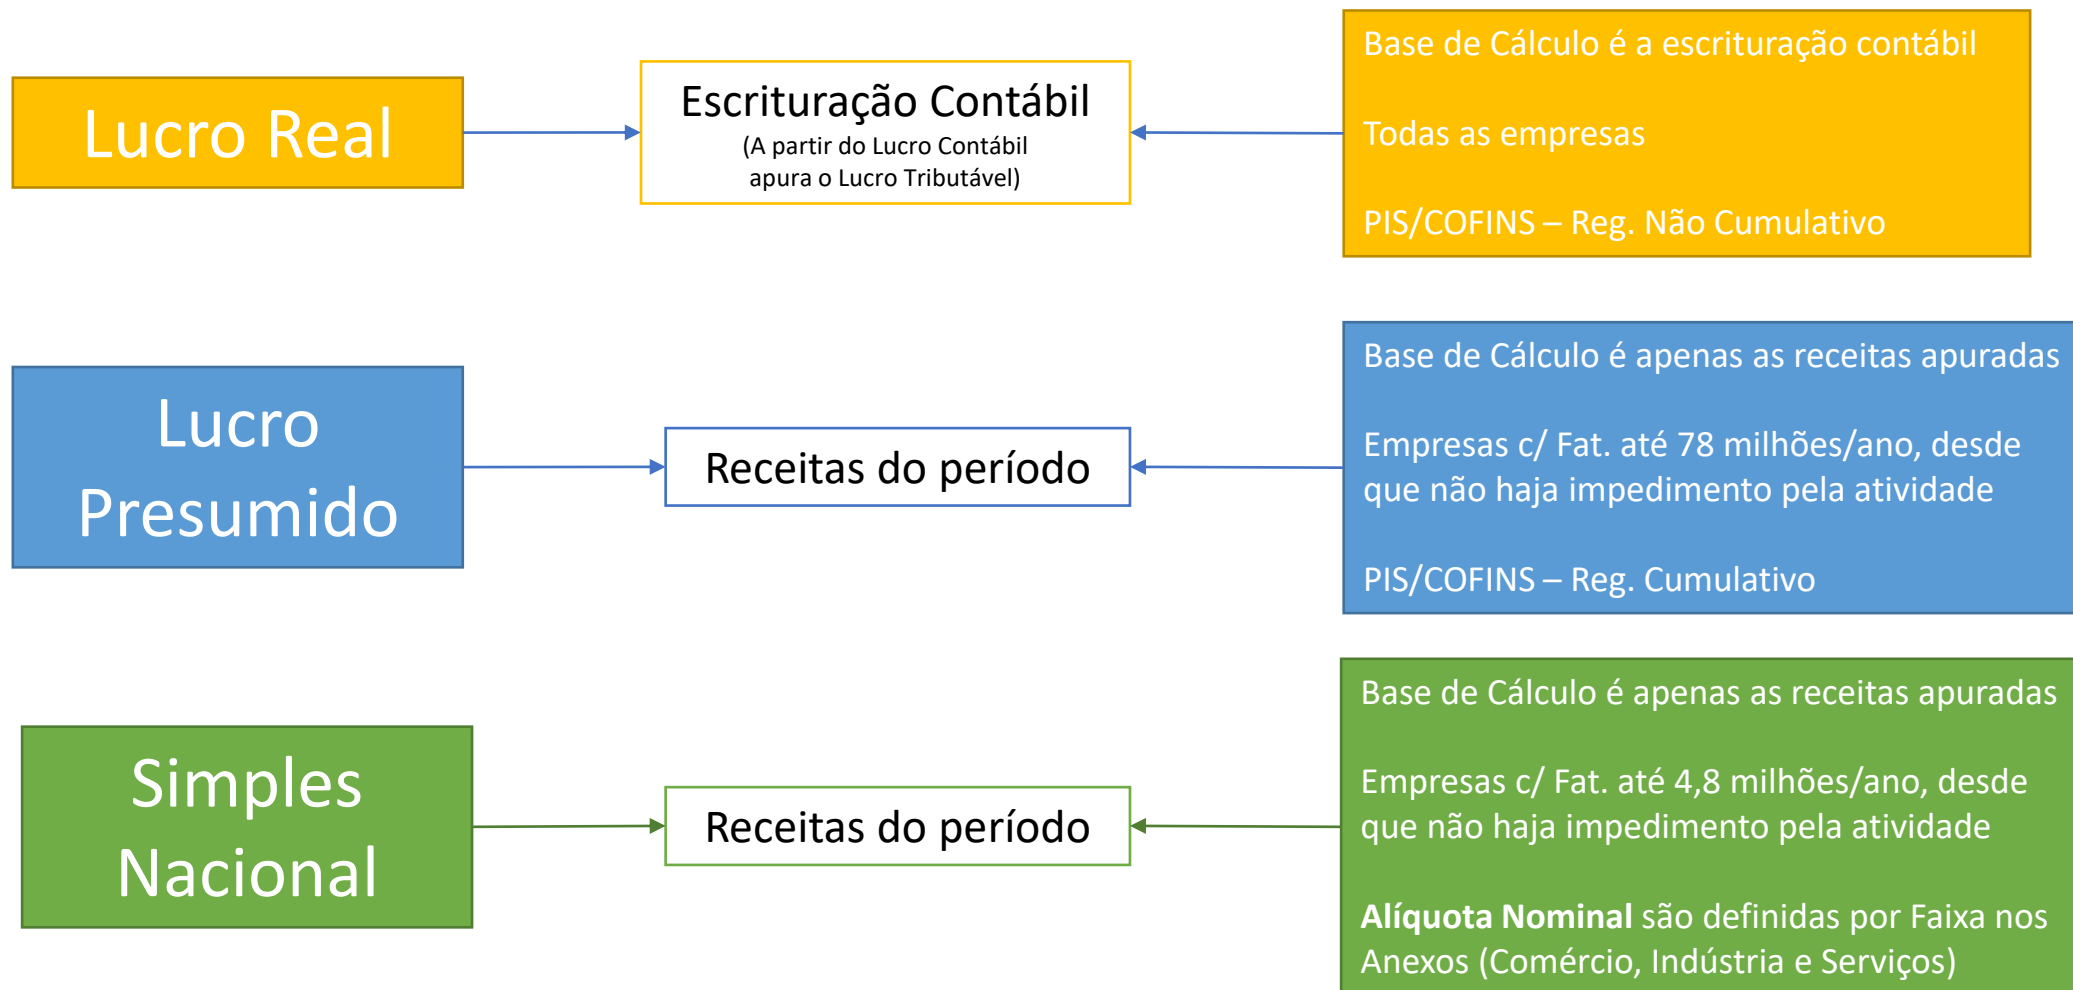 Lucro Real
Escrituração Contábil
(A partir do Lucro Contábil
apura o Lucro Tributável)
Base de Cálculo é a escrituração contábil
Todas as empresas
PIS/COFINS – Reg. Não Cumulativo
Lucro
Presumido
Receitas do período
Base de Cálculo é apenas as receitas apuradas
Empresas c/ Fat. até 78 milhões/ano, desde
que não haja impedimento pela atividade
PIS/COFINS – Reg. Cumulativo
Simples
Nacional
Receitas do período
Base de Cálculo é apenas as receitas apuradas
Empresas c/ Fat. até 4,8 milhões/ano, desde
que não haja impedimento pela atividade
Alíquota Nominal são definidas por Faixa nos
Anexos (Comércio, Indústria e Serviços)